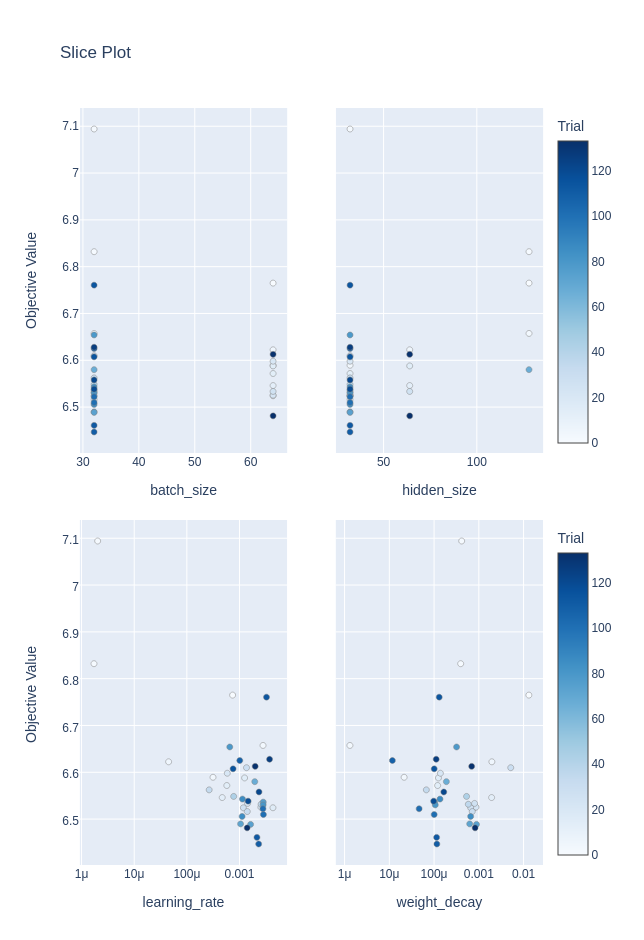 Slice Plot
7.1
7
6.9
6.8
6.7
6.6
6.5
Objective Value
30 40 50 60
batch_size
50 100
hidden_size
Trial
120
100
80
60
40
20
0
7.1
7
6.9
6.8
6.7
6.6
6.5
Objective Value
1μ 10μ 100μ 0.001
learning_rate
1μ 10μ 100μ 0.001 0.01
weight_decay
Trial
120
100
80
60
40
20
0